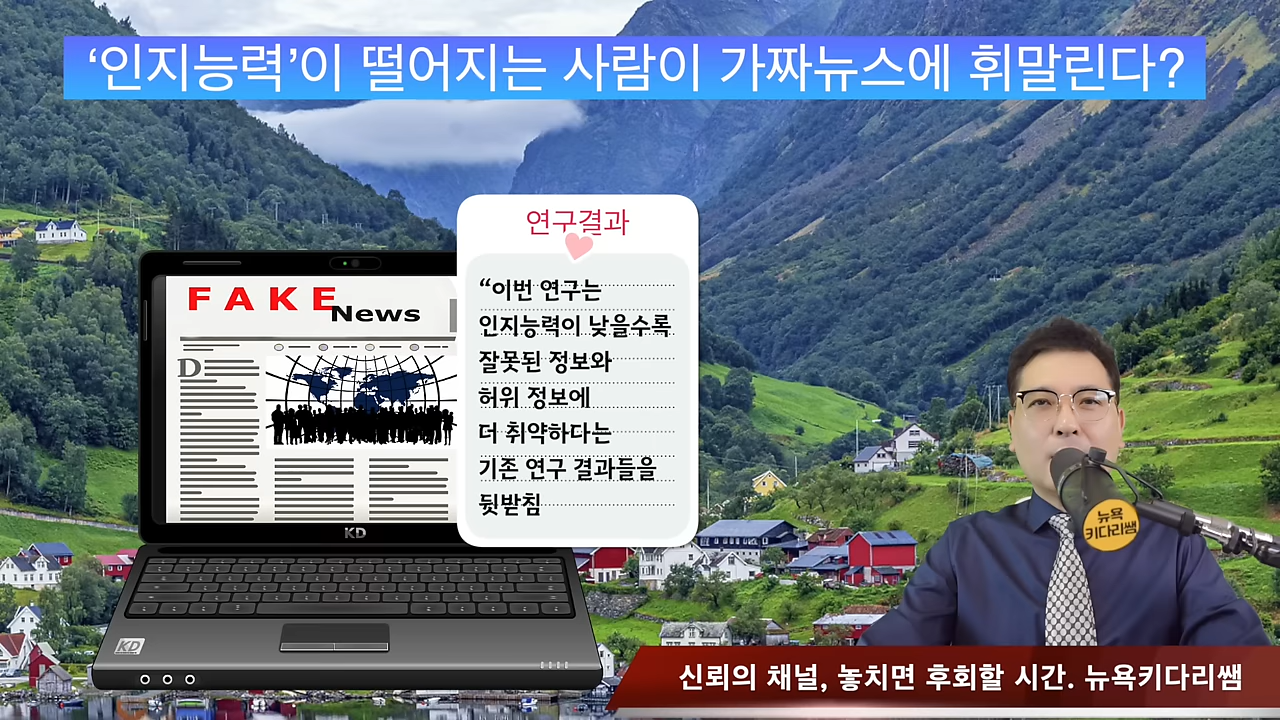 ‘인지능력’이 떨어지는 사람이 가짜뉴스에 휘말린다?
연구결과
“이번 연구는
인지능력이 낮을수록
잘못된 정보와
허위 정보에
더 취약하다는
기존 연구 결과들을
뒷받침
FAKE
News
D
KD
KD
뉴욕
키다리쌤
신뢰의 채널, 놓치면 후회할 시간. 뉴욕키다리쌤